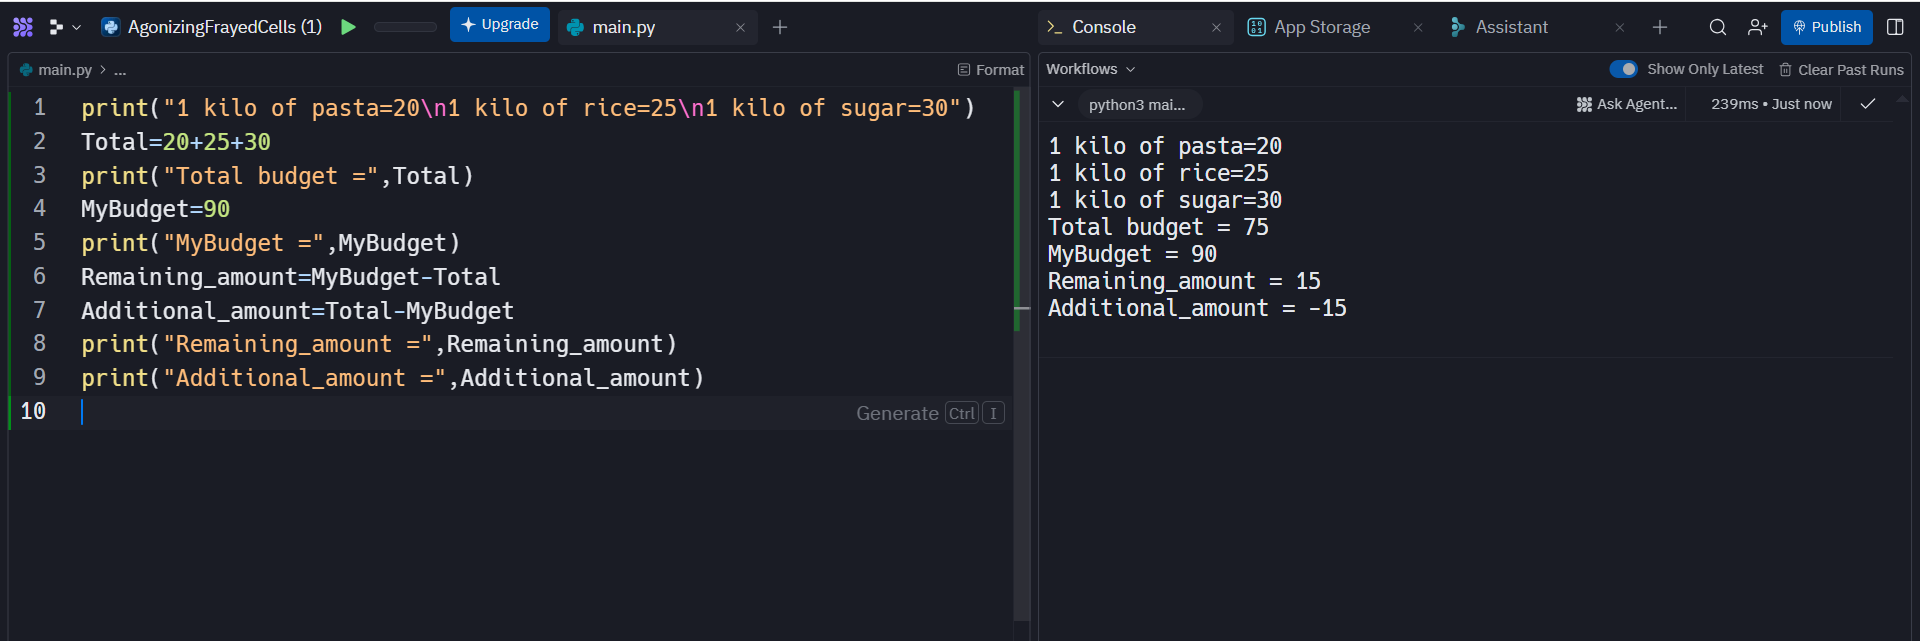 AgonizingFrayedCells (1)
Upgrade
main.py
Console
App Storage
Assistant
Publish
main.py > ...
Format
Workflows
Show Only Latest
Clear Past Runs
1 print("1 kilo of pasta=20\n1 kilo of rice=25\n1 kilo of sugar=30")
2 Total=20+25+30
3 print("Total budget =",Total)
4 MyBudget=90
5 print("MyBudget =",MyBudget)
6 Remaining_amount=MyBudget-Total
7 Additional_amount=Total-MyBudget
8 print("Remaining_amount =",Remaining_amount)
9 print("Additional_amount =",Additional_amount)
10
Generate Ctrl I
python3 mai...
Ask Agent...
239ms • Just now
1 kilo of pasta=20
1 kilo of rice=25
1 kilo of sugar=30
Total budget = 75
MyBudget = 90
Remaining_amount = 15
Additional_amount = -15